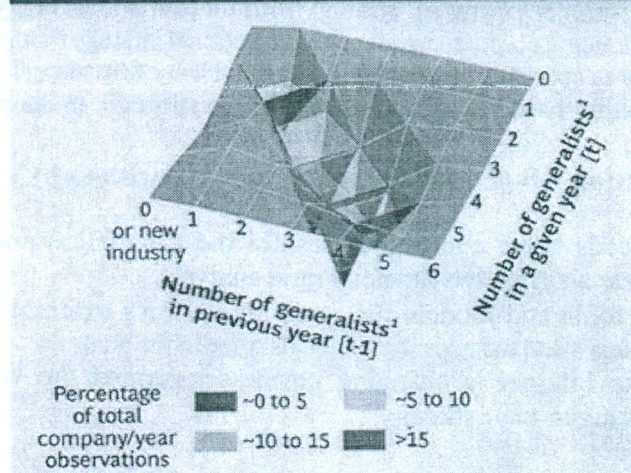 0
1
2
3
4
5
Number of generalists¹
in a given year [t]
0
or new
industry
1
2
3
4
5
6
Number of generalists¹
in previous year [t-1]
Percentage
of total
company/year
observations
~0 to 5
~5 to 10
~10 to 15
>15